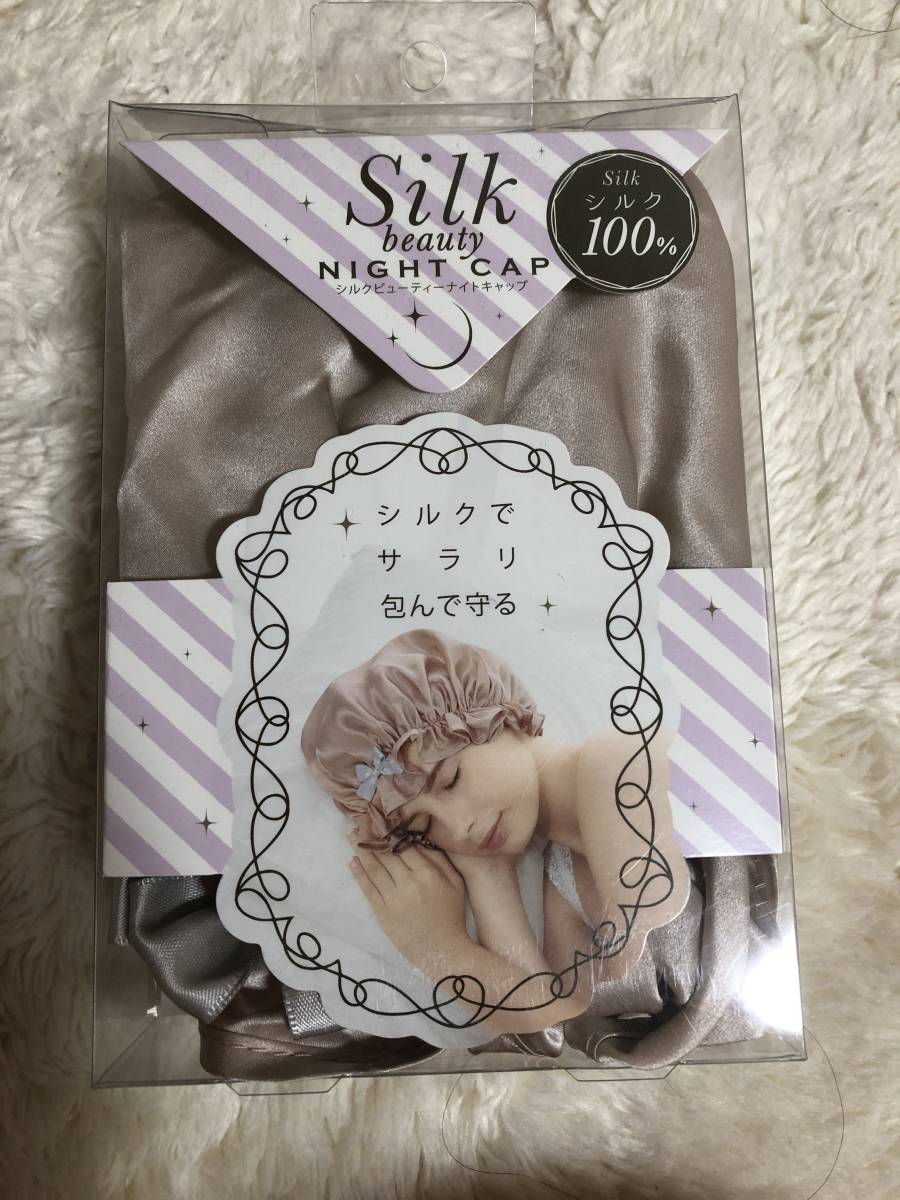 Silk
beauty
NIGHT CAP
シルクビューティーナイトキャップ
Silk
シルク
100%
シルクで
サラリ
包んで守る